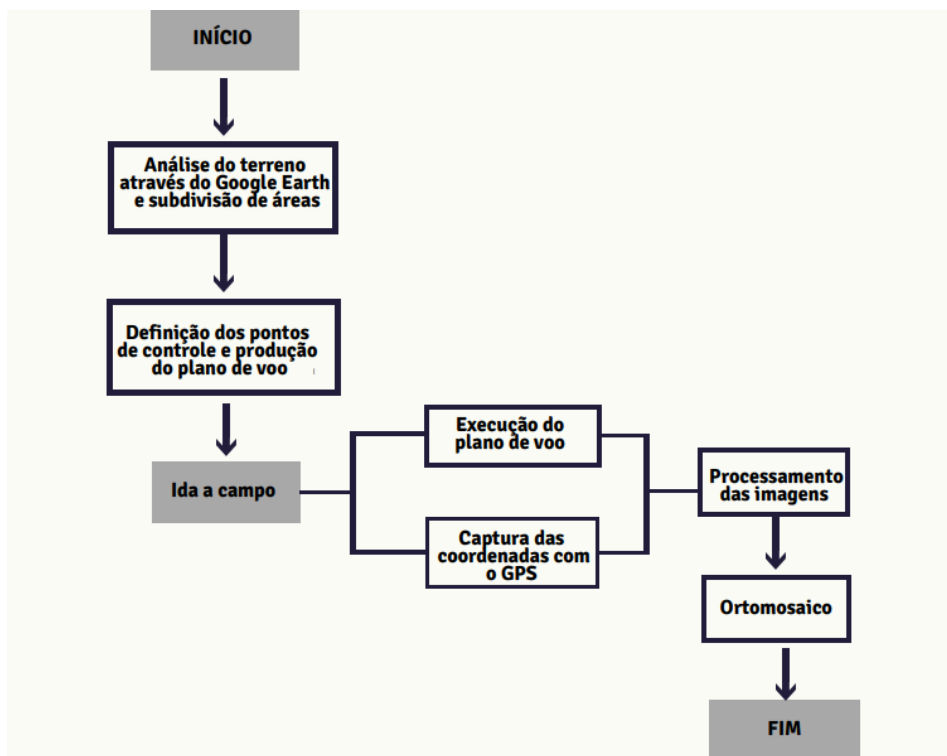 INÍCIO
Análise do terreno
através do Google Earth
e subdivisão de áreas
Definição dos pontos
de controle e produção
do plano de voo
Ida a campo
Execução do
plano de voo
Captura das
coordenadas com
o GPS
Processamento
das imagens
Ortomosaico
FIM